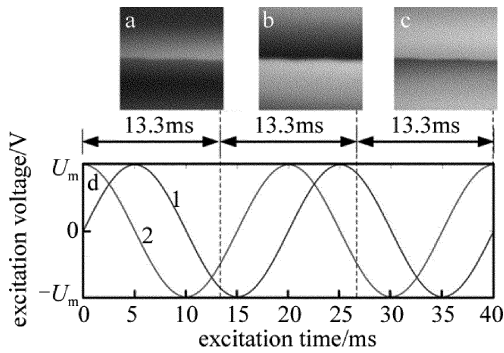 a b c
13.3ms 13.3ms 13.3ms
excitation voltage/V
Um
0
−Um
d
1
2
0 5 10 15 20 25 30 35 40
excitation time/ms